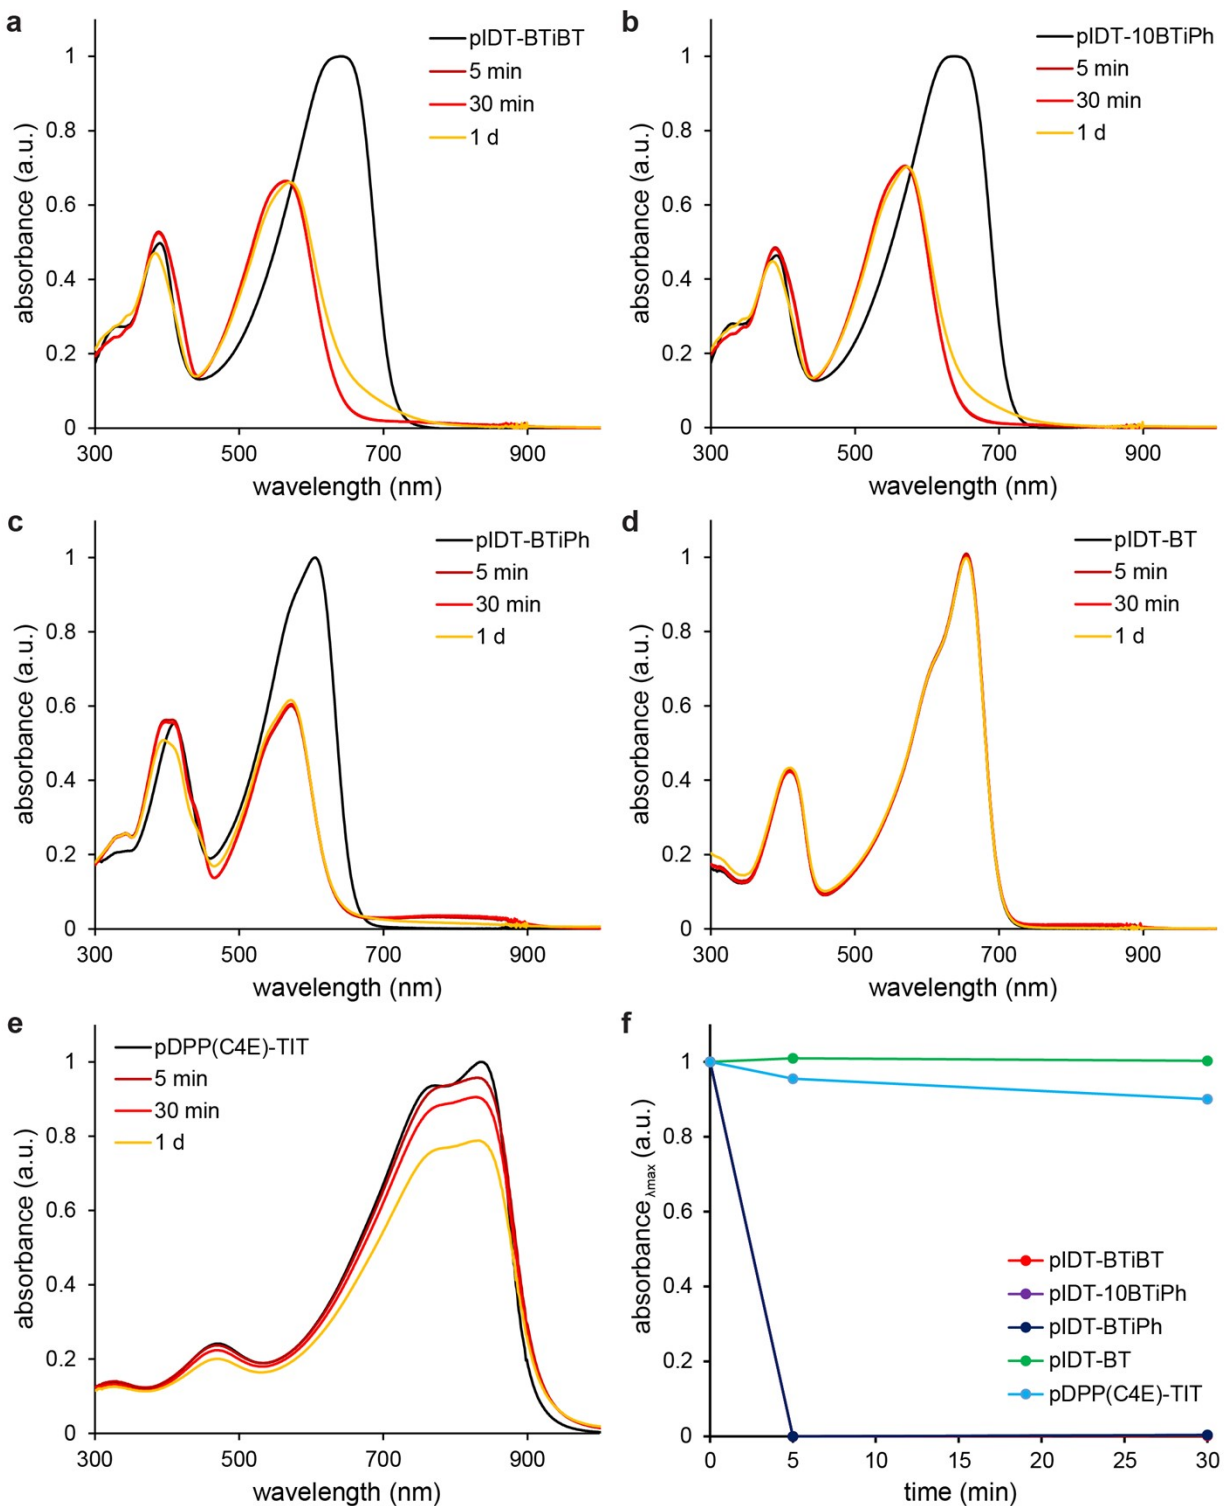 a
pIDT-BTiBT
5 min
30 min
1 d
absorbance (a.u.)
1
0.8
0.6
0.4
0.2
0
300
500
700
900
wavelength (nm)
b
pIDT-10BTiPh
5 min
30 min
1 d
absorbance (a.u.)
1
0.8
0.6
0.4
0.2
0
300
500
700
900
wavelength (nm)
c
pIDT-BTiPh
5 min
30 min
1 d
absorbance (a.u.)
1
0.8
0.6
0.4
0.2
0
300
500
700
900
wavelength (nm)
d
pIDT-BT
5 min
30 min
1 d
absorbance (a.u.)
1
0.8
0.6
0.4
0.2
0
300
500
700
900
wavelength (nm)
e
pDPP(C4E)-TIT
5 min
30 min
1 d
absorbance (a.u.)
1
0.8
0.6
0.4
0.2
0
300
500
700
900
wavelength (nm)
f
absorbance λmax (a.u.)
1
0.8
0.6
0.4
0.2
0
pIDT-BTiBT
pIDT-10BTiPh
pIDT-BTiPh
pIDT-BT
pDPP(C4E)-TIT
0
5
10
15
20
25
30
time (min)